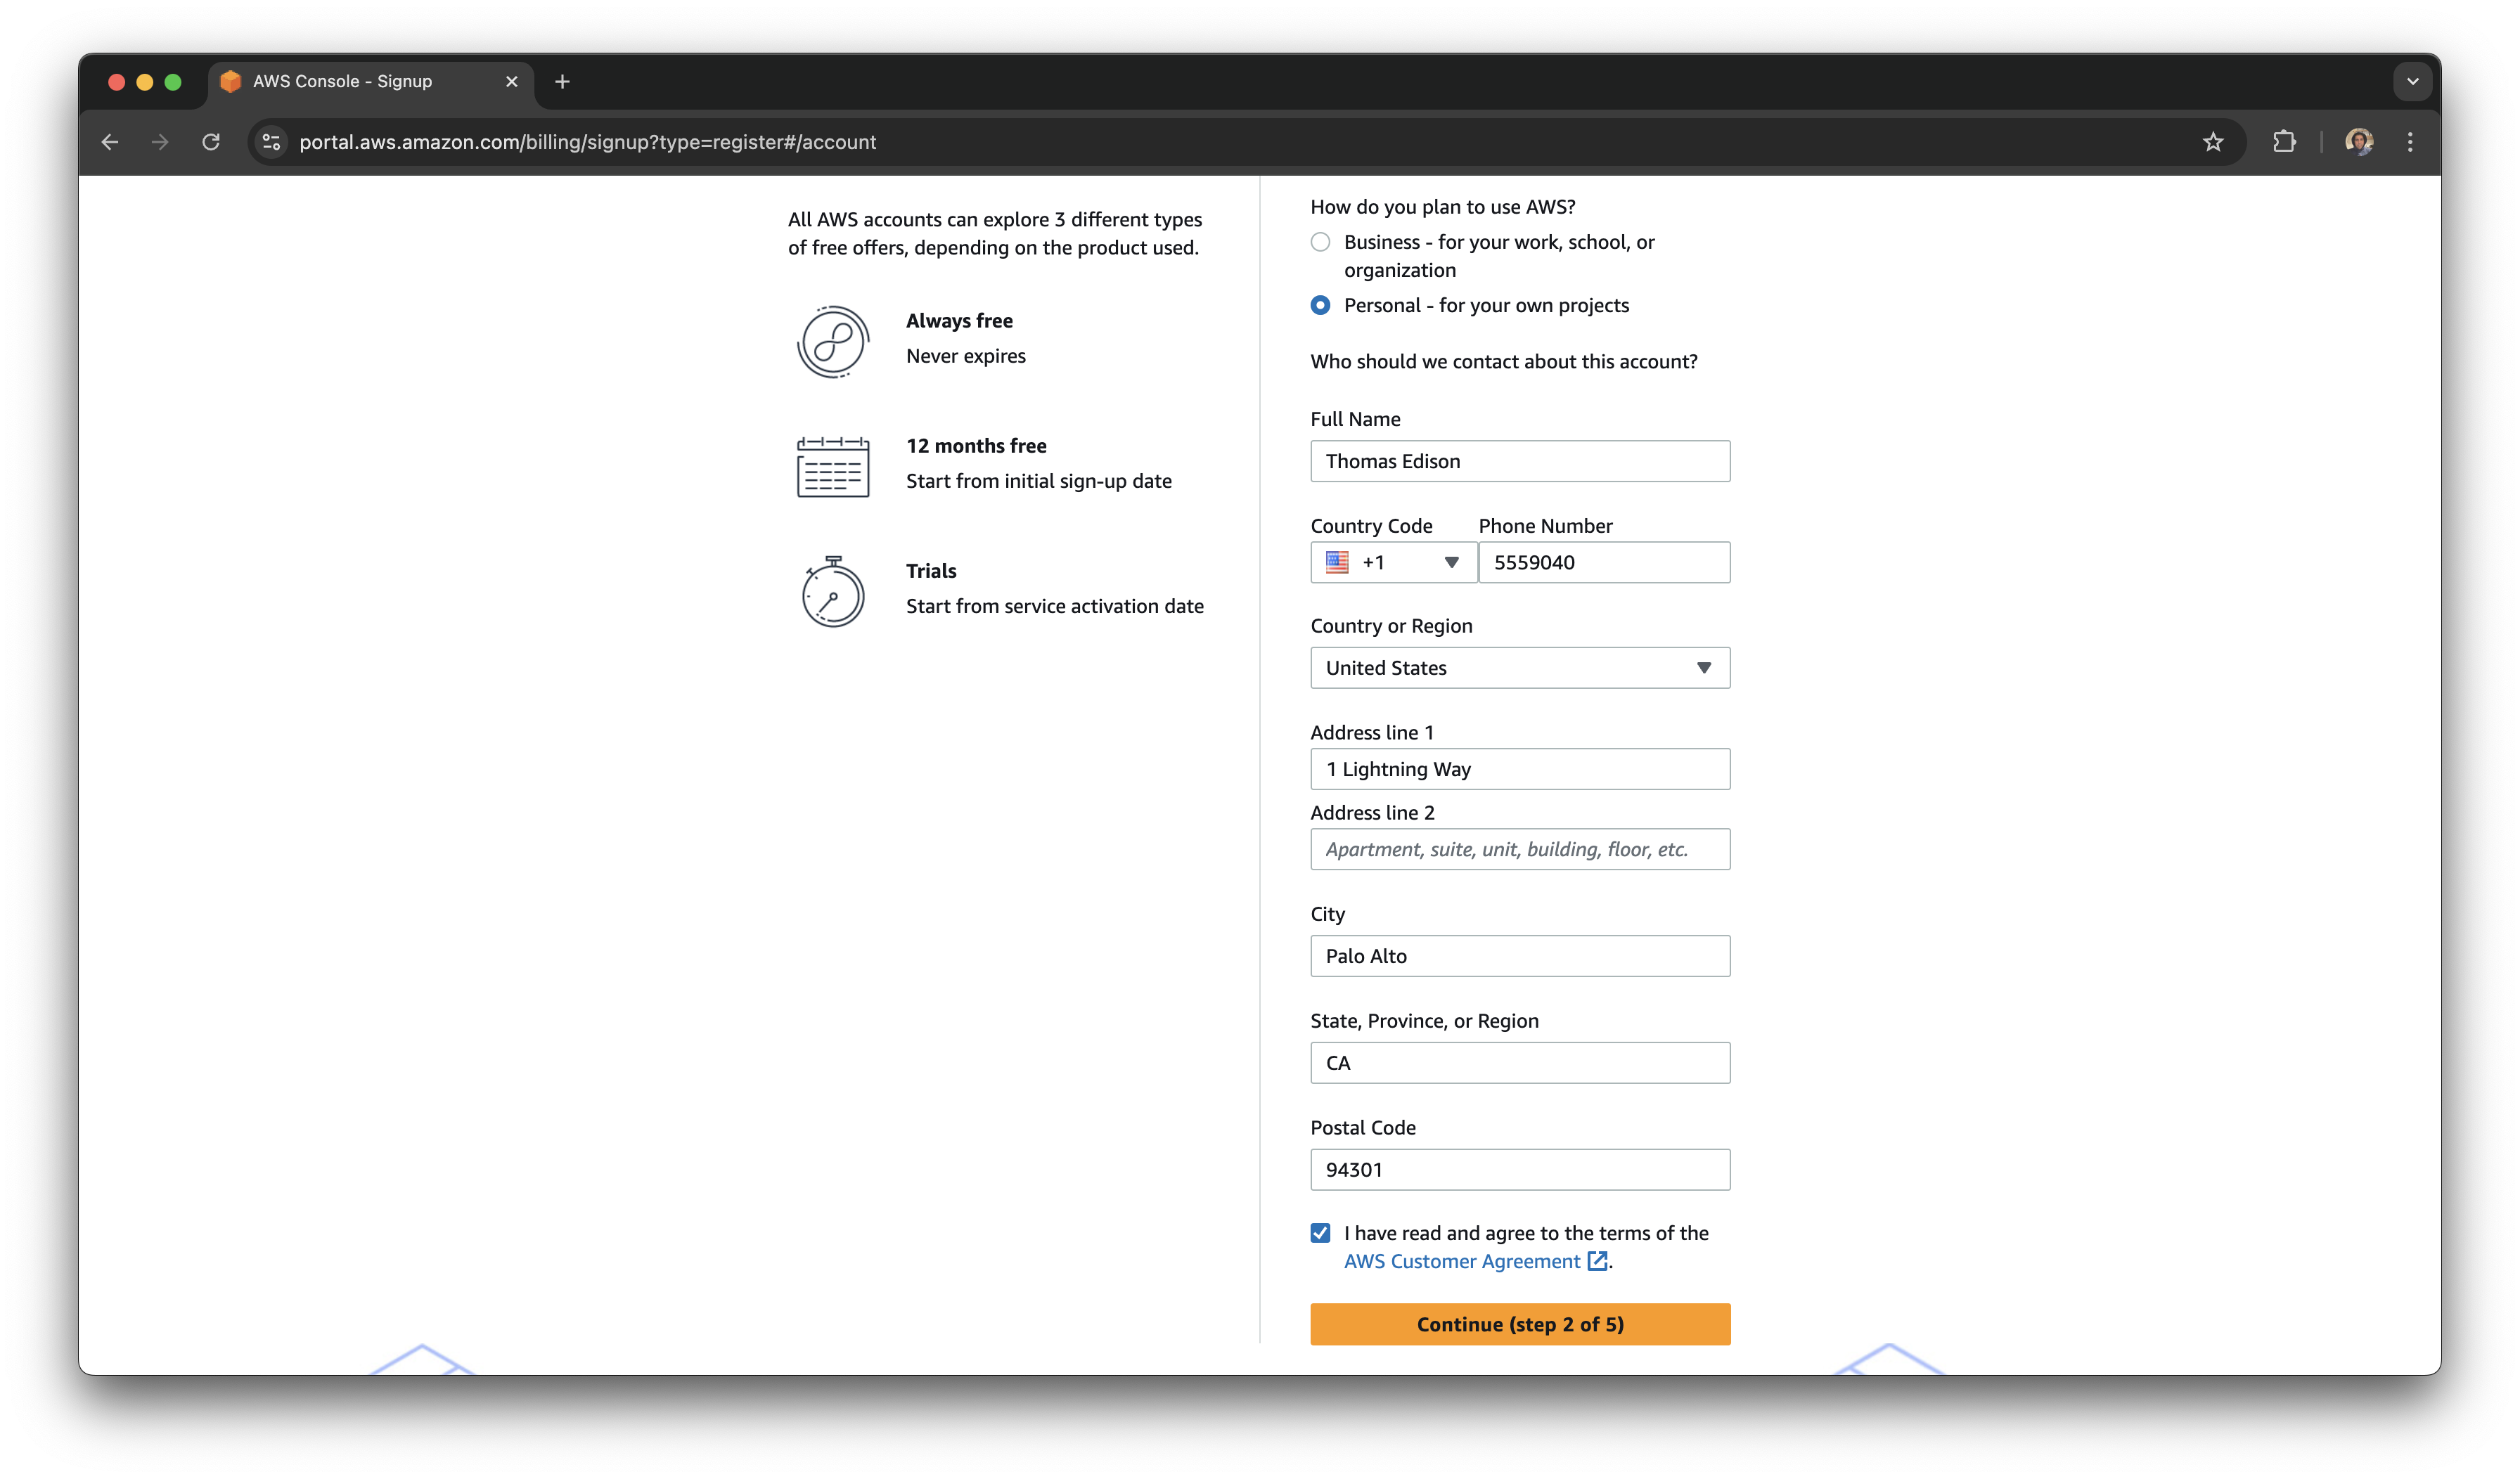 AWS Console - Signup
portal.aws.amazon.com/billing/signup?type=register#/account
All AWS accounts can explore 3 different types
of free offers, depending on the product used.
Always free
Never expires
12 months free
Start from initial sign-up date
Trials
Start from service activation date
How do you plan to use AWS?
Business - for your work, school, or
organization
Personal - for your own projects
Who should we contact about this account?
Full Name
Thomas Edison
Country Code Phone Number
+1 5559040
Country or Region
United States
Address line 1
1 Lightning Way
Address line 2
Apartment, suite, unit, building, floor, etc.
City
Palo Alto
State, Province, or Region
CA
Postal Code
94301
I have read and agree to the terms of the
AWS Customer Agreement.
Continue (step 2 of 5)